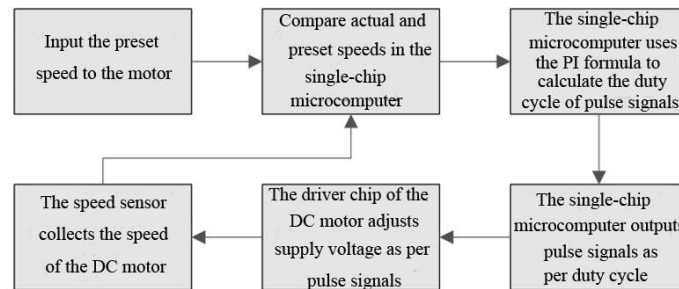 Input the preset
speed to the motor
Compare actual and
preset speeds in the
single-chip
microcomputer
The single-chip
microcomputer uses
the PI formula to
calculate the duty
cycle of pulse signals
The speed sensor
collects the speed
of the DC motor
The driver chip of the
DC motor adjusts
supply voltage as per
pulse signals
The single-chip
microcomputer outputs
pulse signals as
per duty cycle